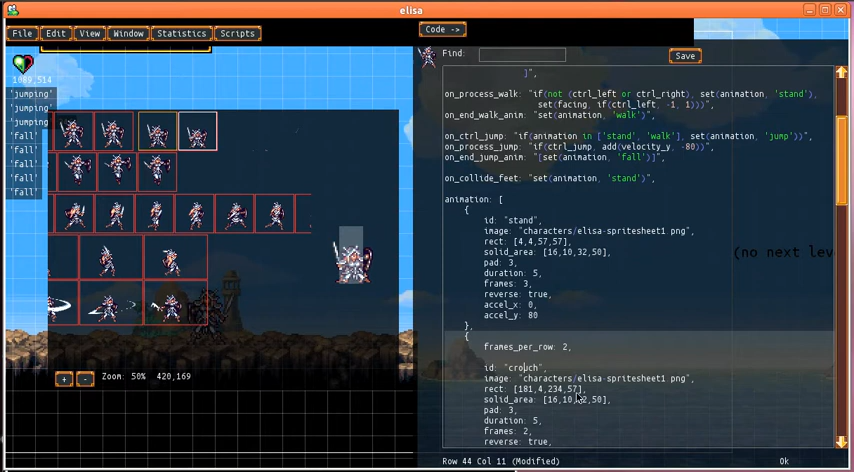 elisa
File Edit View Window Statistics Scripts
Code ->
Find:
Save
1089,514
'jumping'
'jumping'
'jumping'
'fall'
'fall'
'fall'
'fall'
'fall'
]",
on_process_walk: "if(not (ctrl_left or ctrl_right), set(animation, 'stand'),
set(facing, if(ctrl_left, -1, 1)))",
on_end_walk_anim: "set(animation, 'walk')",
on_ctrl_jump: "if(animation in ['stand', 'walk'], set(animation, 'jump'))",
on_process_jump: "if(ctrl_jump, add(velocity_y, -80))",
on_end_jump_anim: "[set(animation, 'fall')]",
on_collide_feet: "set(animation, 'stand')",
animation: [
{
id: "stand",
image: "characters/elisa-spritesheet1.png",
rect: [4,4,57,57],
solid_area: [16,10,32,50],
pad: 3,
duration: 5,
frames: 3,
reverse: true,
accel_x: 0,
accel_y: 80
},
{
frames_per_row: 2,
id: "crouch",
image: "characters/elisa-spritesheet1.png",
rect: [181,4,234,57],
solid_area: [16,10,32,50],
pad: 3,
duration: 5,
frames: 2,
reverse: true,
(no next lev
+ - Zoom: 50% 420,169
Row 44 Col 11 (Modified)
Ok